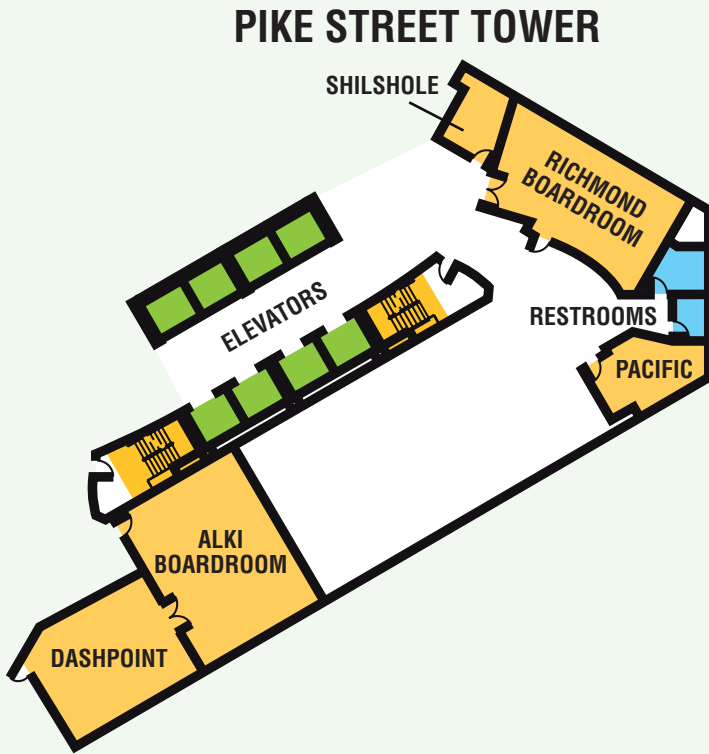 PIKE STREET TOWER
SHILSHOLE
RICHMOND
BOARDROOM
ELEVATORS
RESTROOMS
PACIFIC
ALKI
BOARDROOM
DASHPOINT